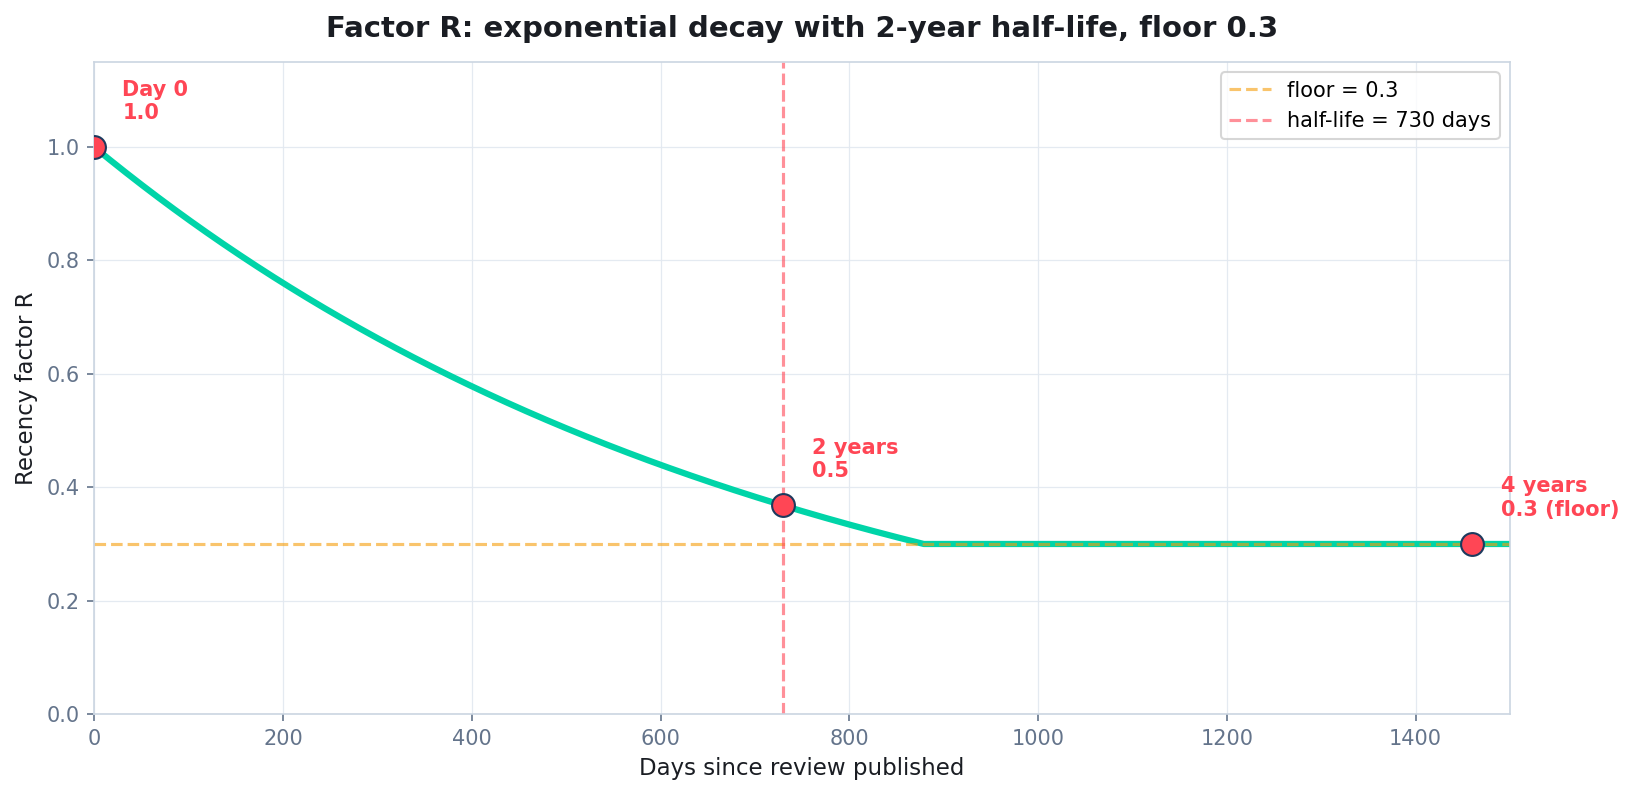 Factor R: exponential decay with 2-year half-life, floor 0.3
Day 0
1.0
floor = 0.3
half-life = 730 days
1.0
0.8
0.6
0.4
0.2
0.0
Recency factor R
2 years
0.5
4 years
0.3 (floor)
0
200
400
600
800
1000
1200
1400
Days since review published